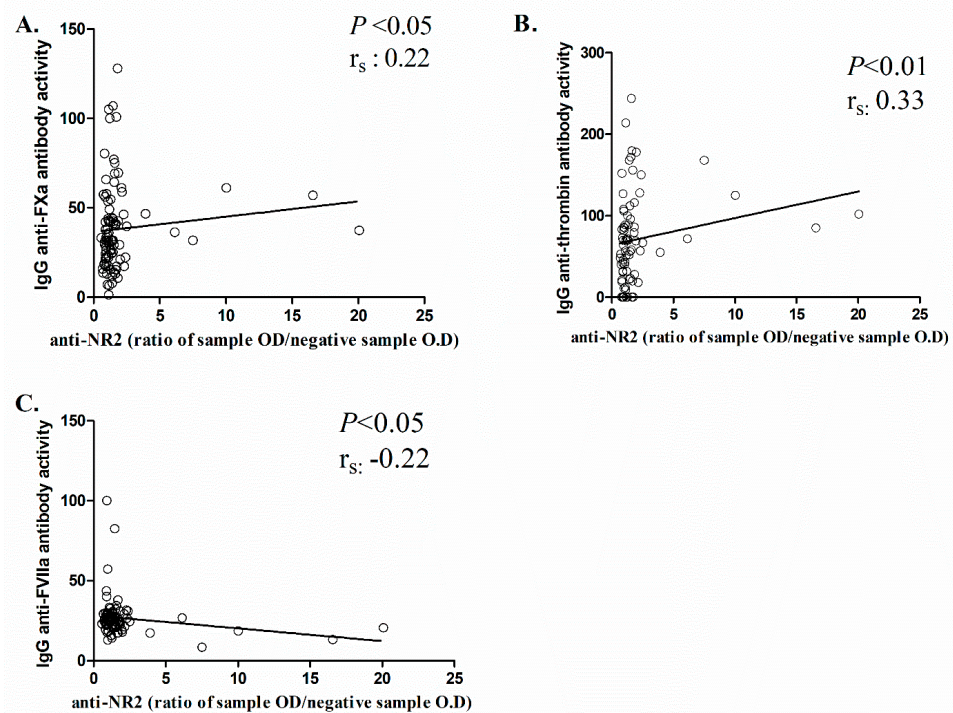 A.
P <0.05
rs : 0.22
150
100
50
0
IgG anti-FXa antibody activity
0 5 10 15 20 25
anti-NR2 (ratio of sample OD/negative sample O.D)
B.
P<0.01
rs: 0.33
300
200
100
0
IgG anti-thrombin antibody activity
0 5 10 15 20 25
anti-NR2 (ratio of sample OD/negative sample O.D)
C.
P<0.05
rs: -0.22
150
100
50
0
IgG anti-FVIIa antibody activity
0 5 10 15 20 25
anti-NR2 (ratio of sample OD/negative sample O.D)